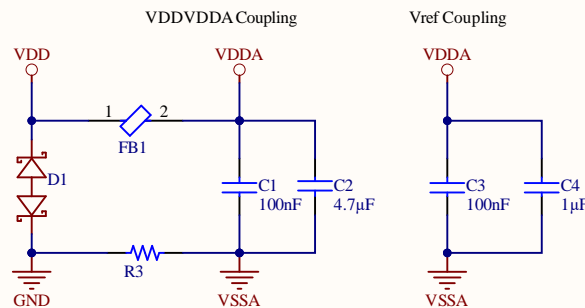 VDDVDDA Coupling
Vref Coupling
VDD
VDDA
VDDA
1
2
FB1
D1
C1
100nF
C2
4.7µF
C3
100nF
C4
1µF
R3
GND
VSSA
VSSA